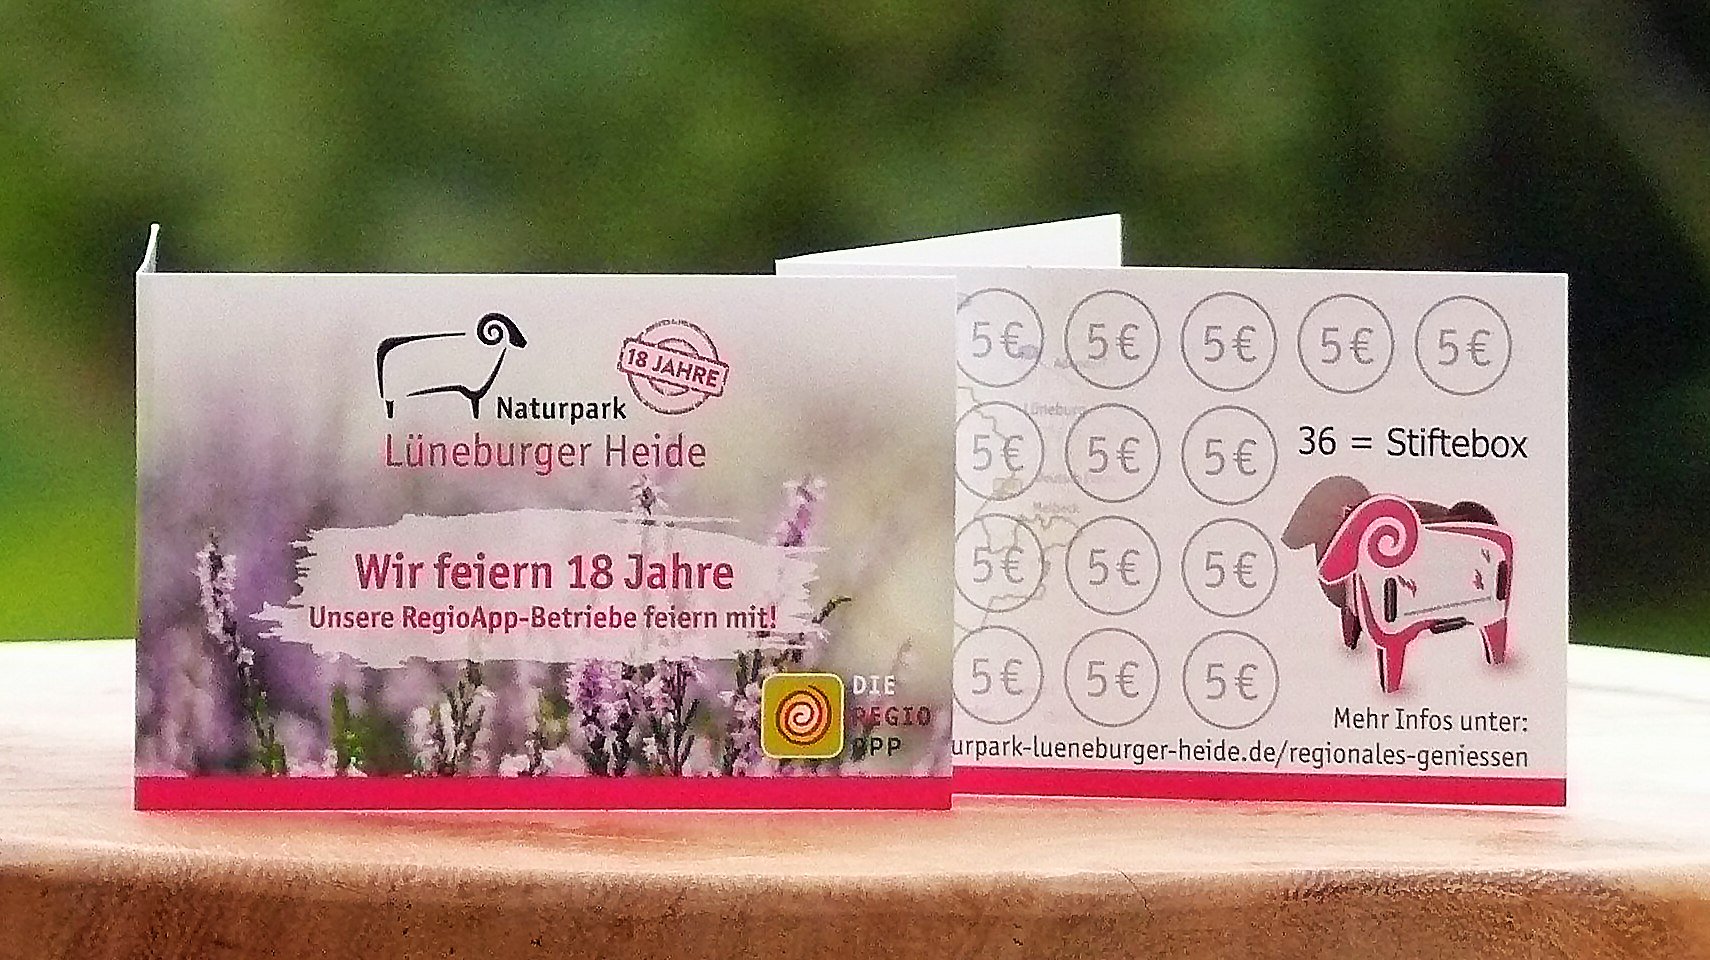 Naturpark
Lüneburger Heide
18 JAHRE
Wir feiern 18 Jahre
Unsere RegioApp-Betriebe feiern mit!
DIE
REGIO
APP
5€ 5€ 5€ 5€ 5€
Lüneburg
5€ 5€ 5€
36 = Stiftebox
Melbeck
5€ 5€ 5€
5€ 5€ 5€
Mehr Infos unter:
urpark-lueneburger-heide.de/regionales-geniessen